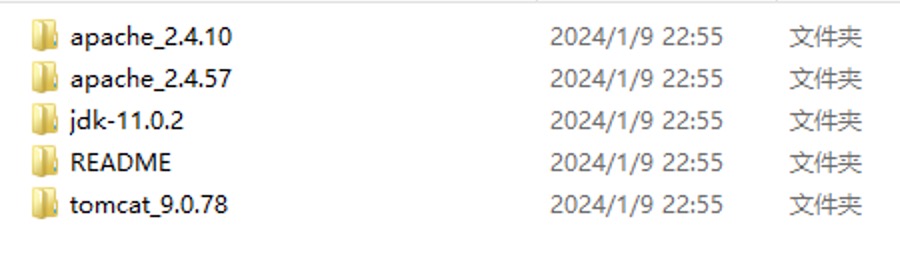 apache_2.4.10 2024/1/9 22:55 文件夹
apache_2.4.57 2024/1/9 22:55 文件夹
jdk-11.0.2 2024/1/9 22:55 文件夹
README 2024/1/9 22:55 文件夹
tomcat_9.0.78 2024/1/9 22:55 文件夹